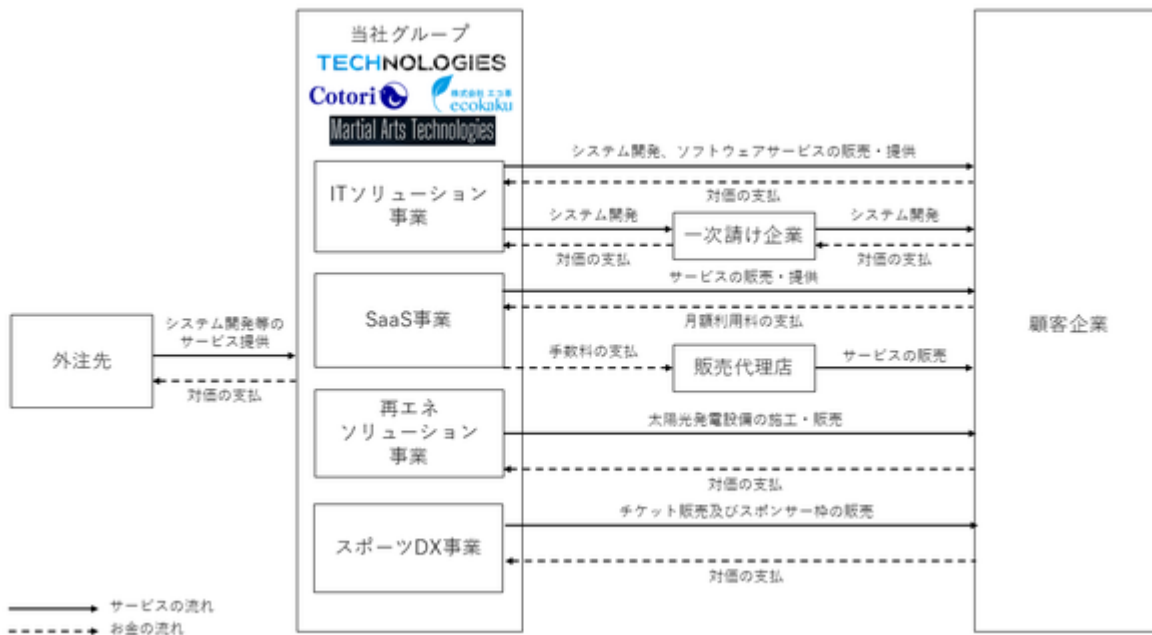 当社グループ
TECHNOLOGIES
Cotori
株式会社 エコ革
ecokaku
Martial Arts Technologies
システム開発、ソフトウェアサービスの販売・提供
対価の支払
ITソリューション
事業
システム開発
一次請け企業
システム開発
対価の支払
対価の支払
サービスの販売・提供
SaaS事業
月額利用料の支払
顧客企業
システム開発等の
サービス提供
外注先
対価の支払
手数料の支払
販売代理店
サービスの販売
再エネ
ソリューション
事業
太陽光発電設備の施工・販売
対価の支払
チケット販売及びスポンサー枠の販売
スポーツDX事業
対価の支払
サービスの流れ
お金の流れ